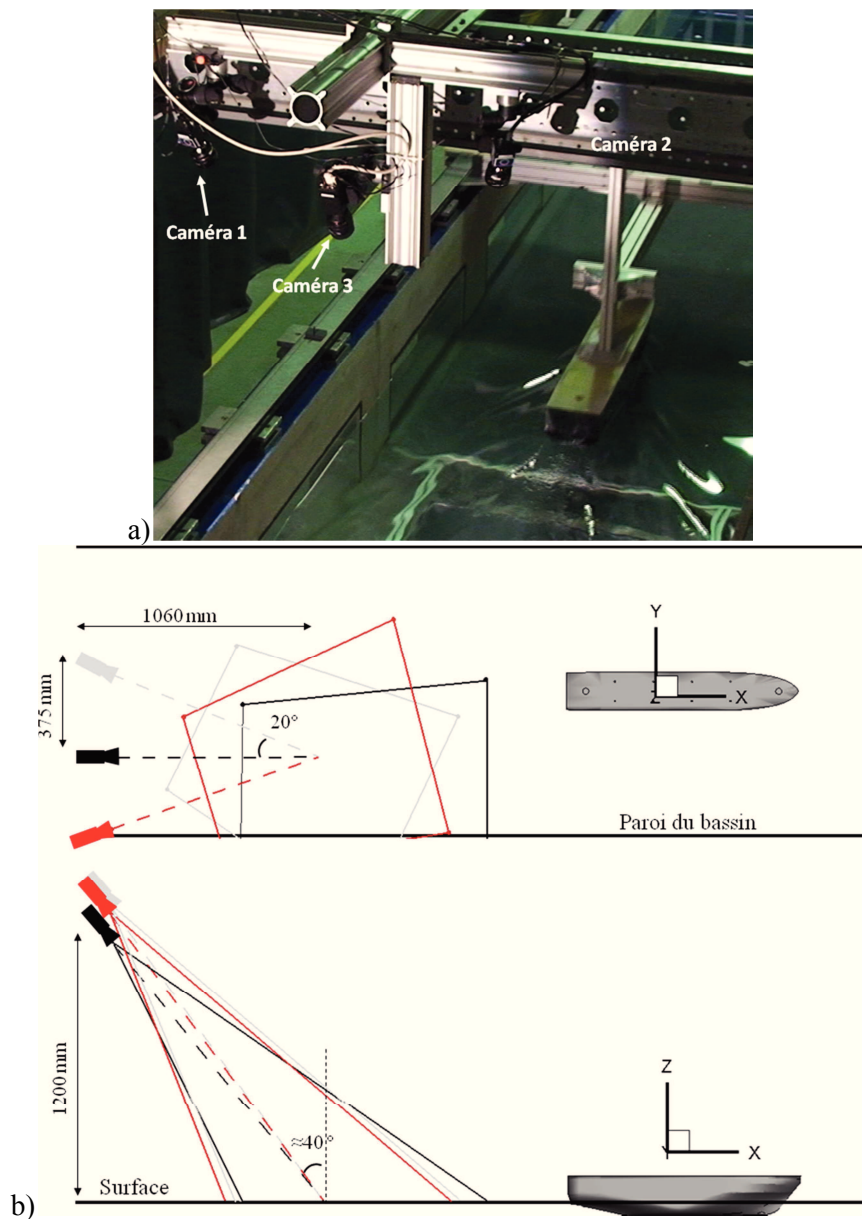 Caméra 2
Caméra 1
Caméra 3
a)
1060 mm
375 mm
20°
Y
Z
X
Paroi du bassin
1200 mm
Z
≈40°
Y
X
Surface
b)